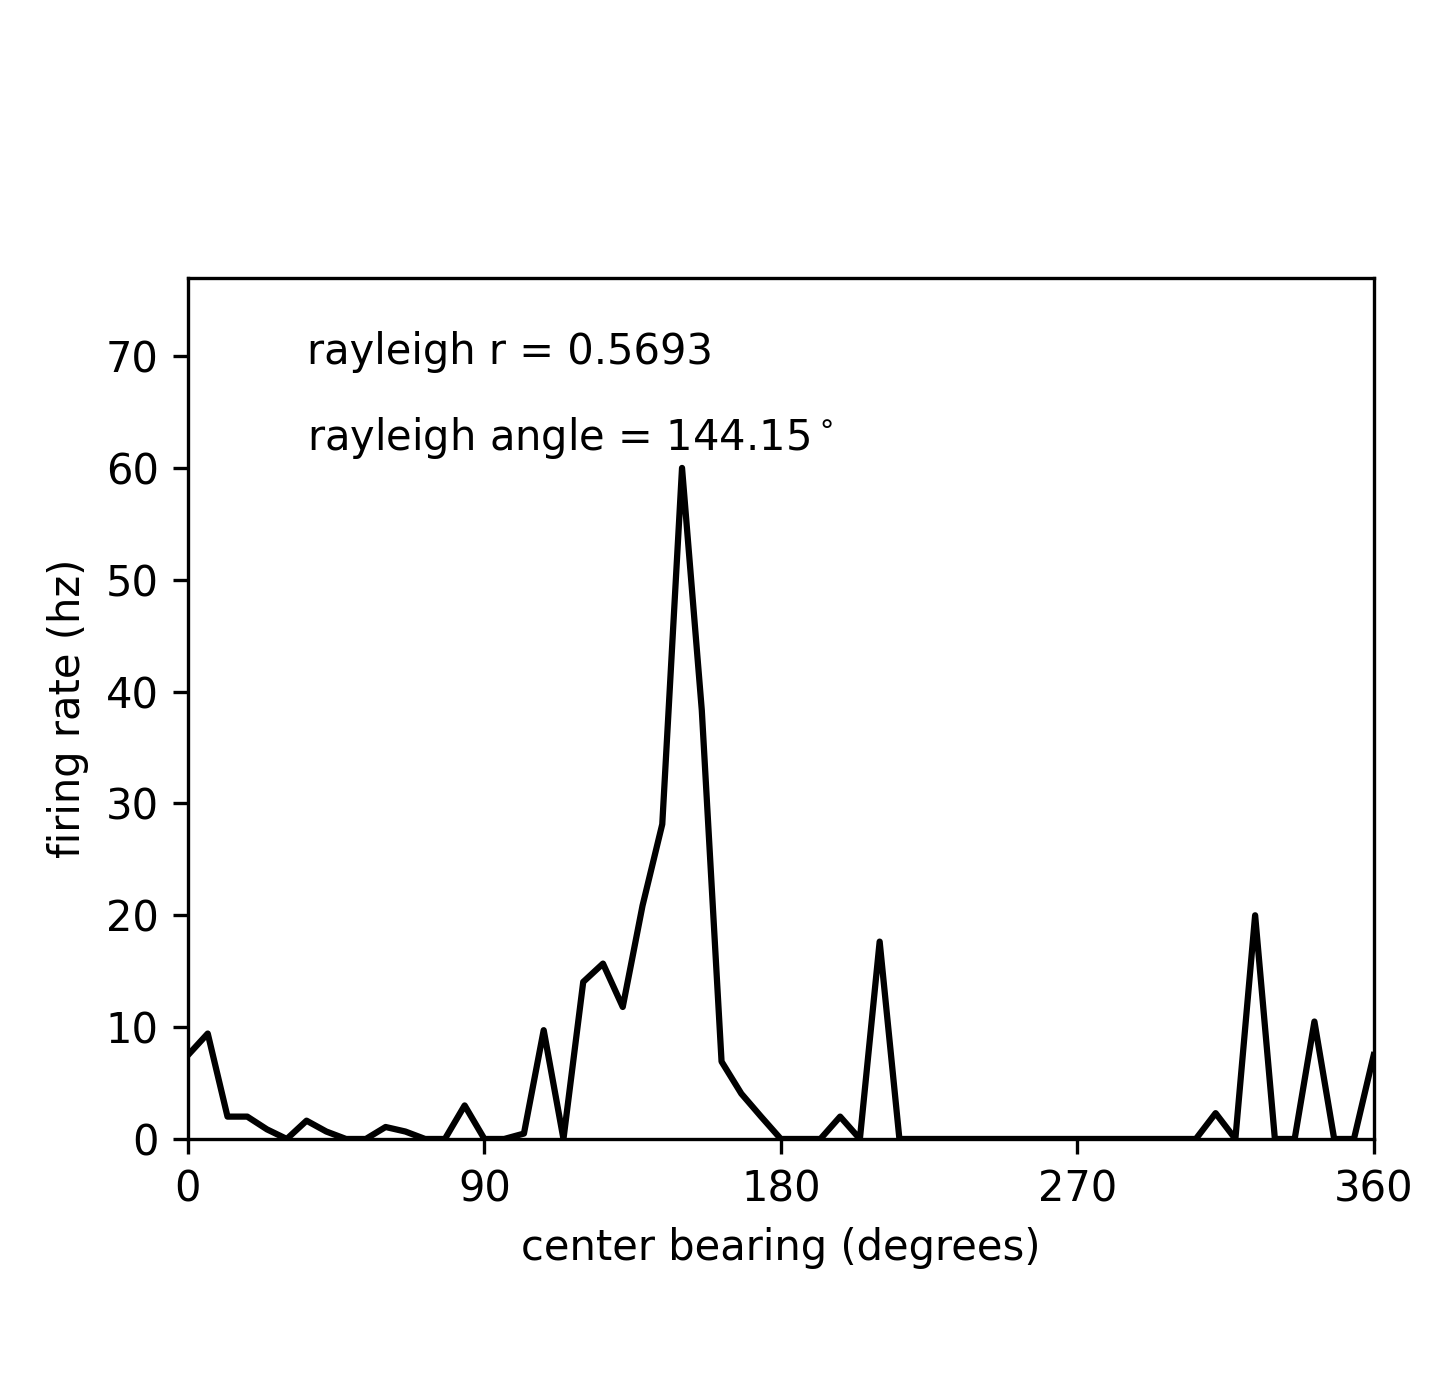 rayleigh r = 0.5693
rayleigh angle = 144.15°
70
60
50
40
30
20
10
0
firing rate (hz)
0 90 180 270 360
center bearing (degrees)